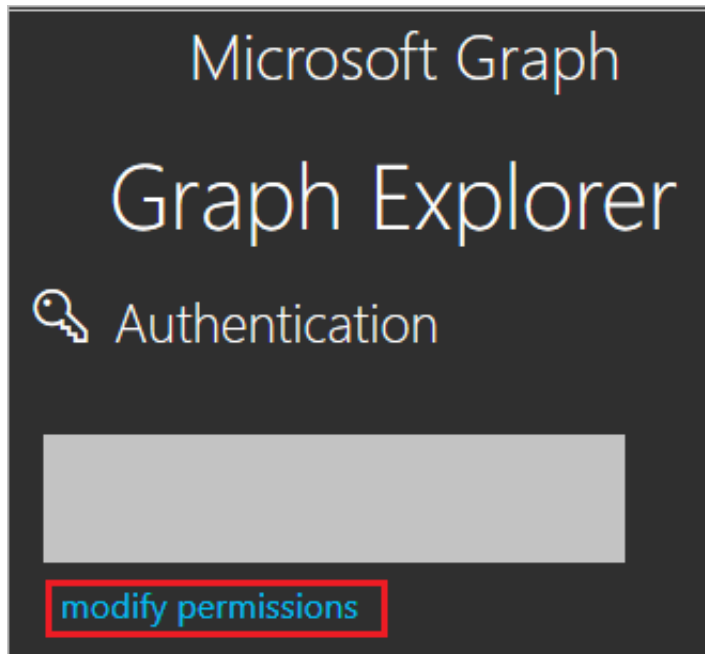 Microsoft Graph
Graph Explorer
Authentication
modify permissions